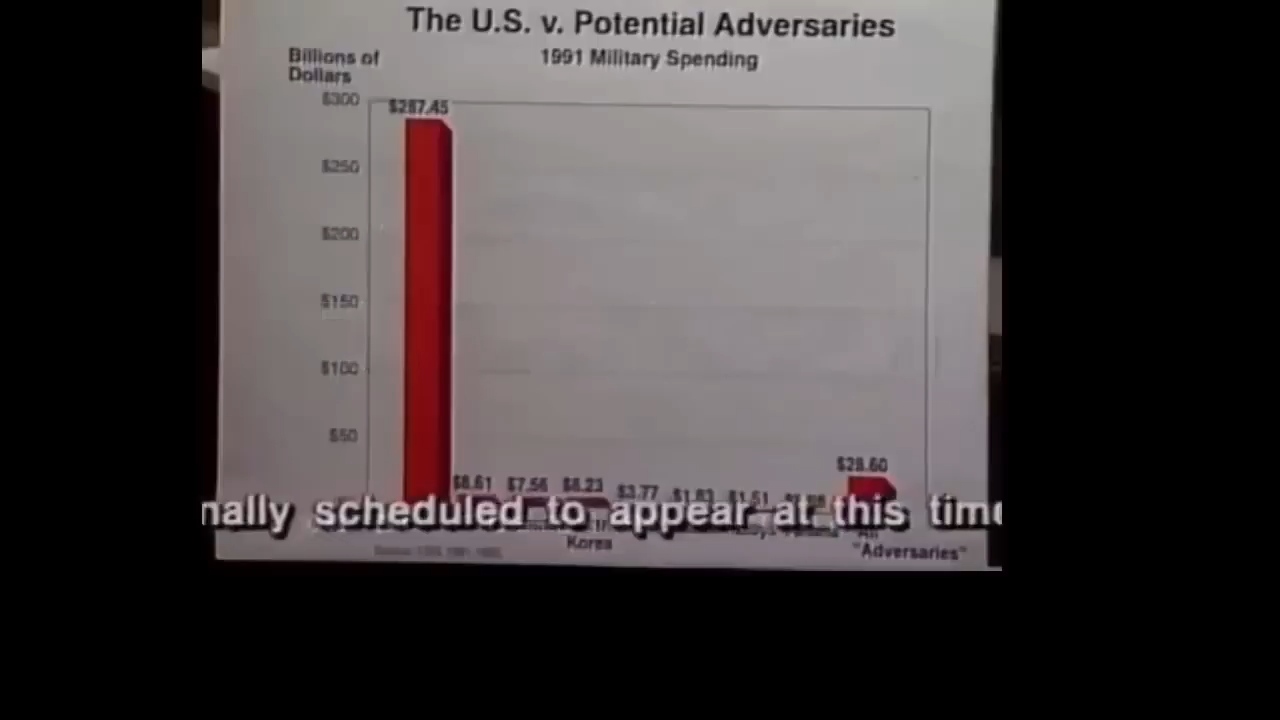 The U.S. v. Potential Adversaries
1991 Military Spending
Billions of
Dollars
$300
$287.45
$250
$200
$150
$100
$50
$28.60
$8.61 $7.56 $6.23 $3.77 $1.83 $1.51
nally scheduled to appear at this time
Korea
"Adversaries"